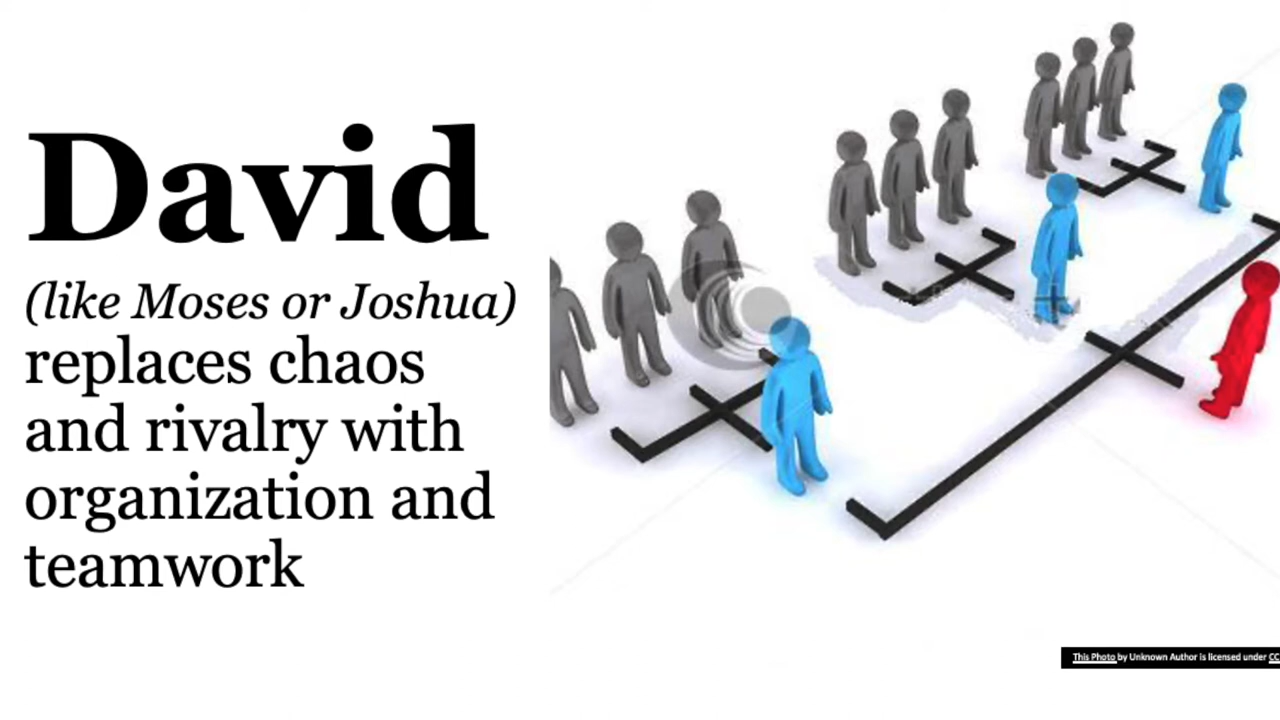 David
(like Moses or Joshua)
replaces chaos
and rivalry with
organization and
teamwork
This Photo by Unknown Author is licensed under CC